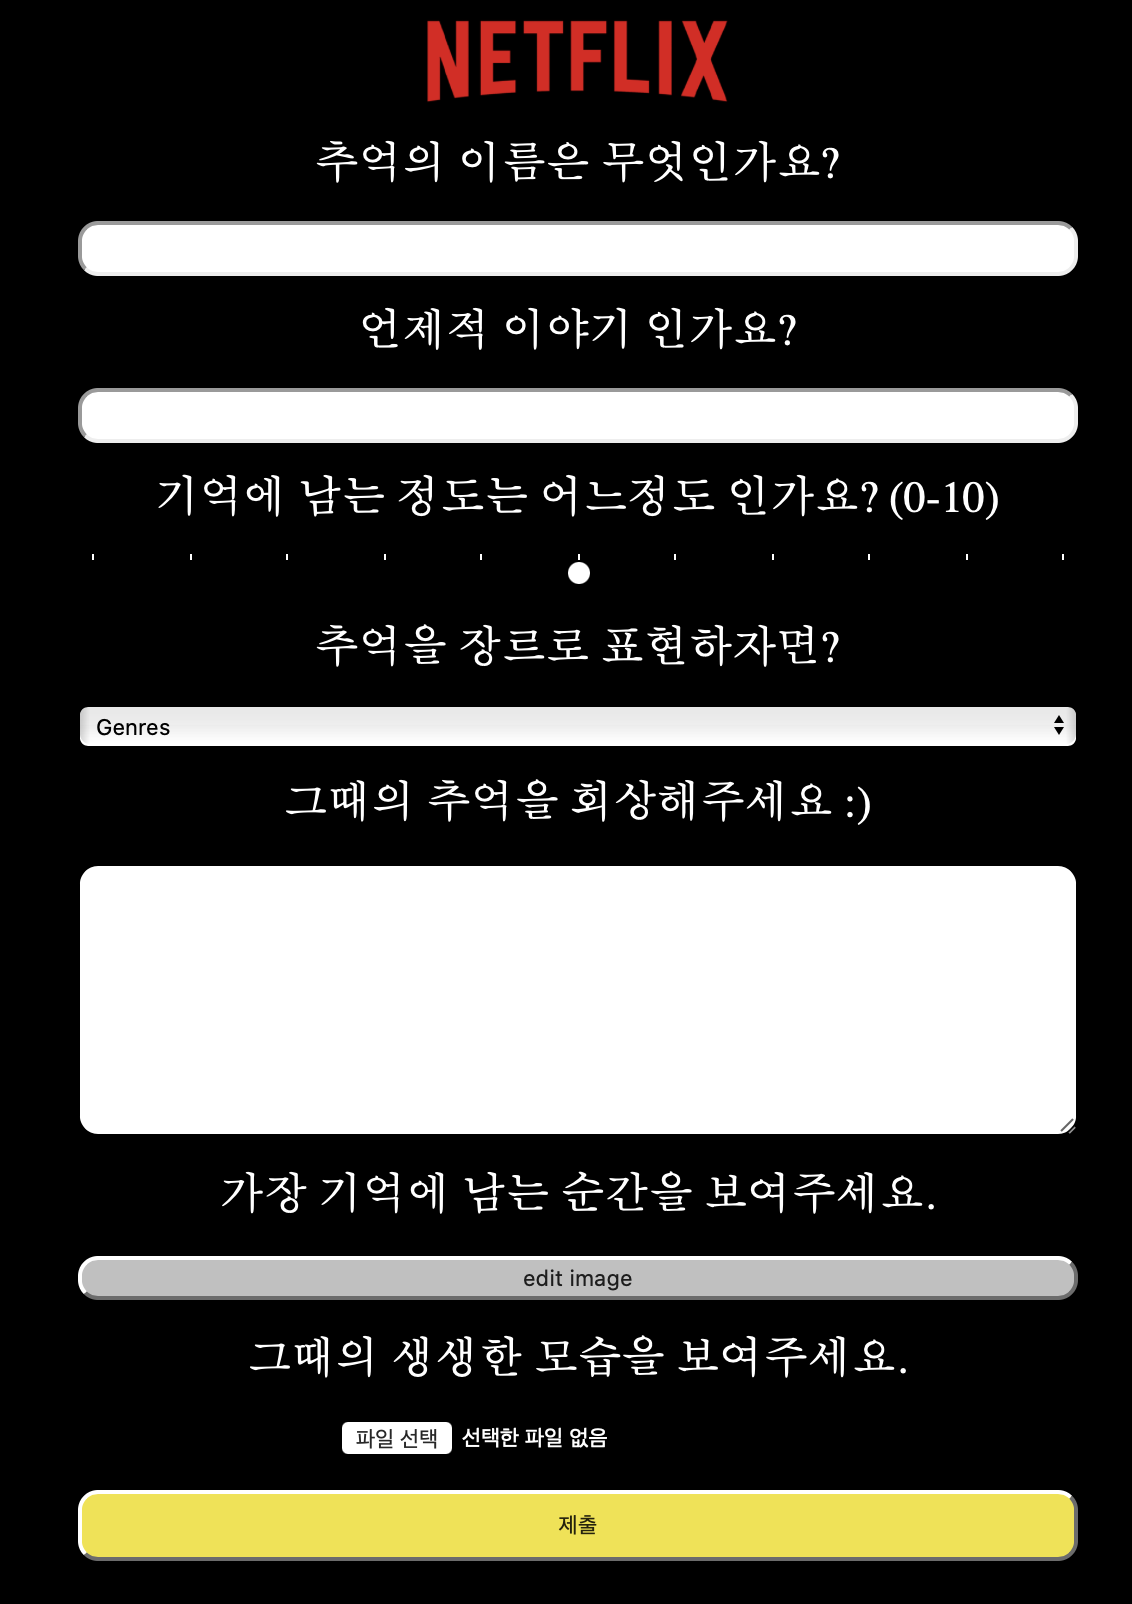 NETFLIX
추억의 이름은 무엇인가요?
언제적 이야기 인가요?
기억에 남는 정도는 어느정도 인가요? (0-10)
추억을 장르로 표현하자면?
Genres
그때의 추억을 회상해주세요 :)
가장 기억에 남는 순간을 보여주세요.
edit image
그때의 생생한 모습을 보여주세요.
파일 선택 선택한 파일 없음
제출